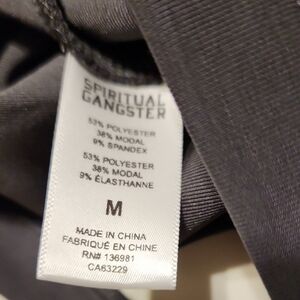 SPIRITUAL
GANGSTER
53% POLYESTER
38% MODAL
9% SPANDEX
53% POLYESTER
38% MODAL
9% ÉLASTHANNE
M
MADE IN CHINA
FABRIQUÉ EN CHINE
RN# 136981
CA63229